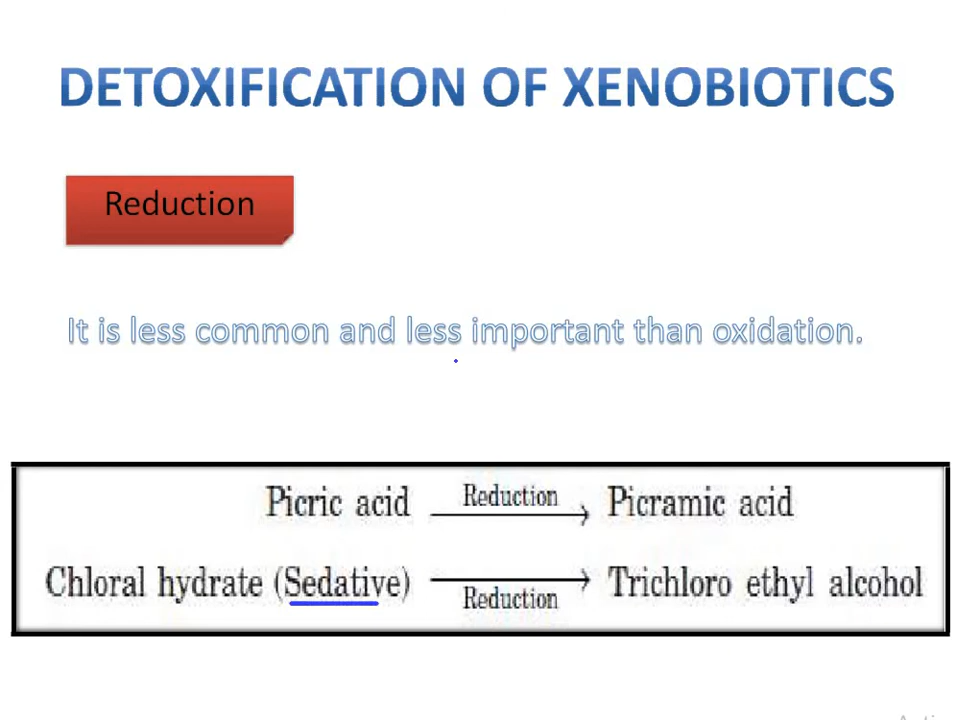 DETOXIFICATION OF XENOBIOTICS
Reduction
It is less common and less important than oxidation.
Picric acid Reduction Picramic acid
Chloral hydrate (Sedative) Reduction Trichloro ethyl alcohol